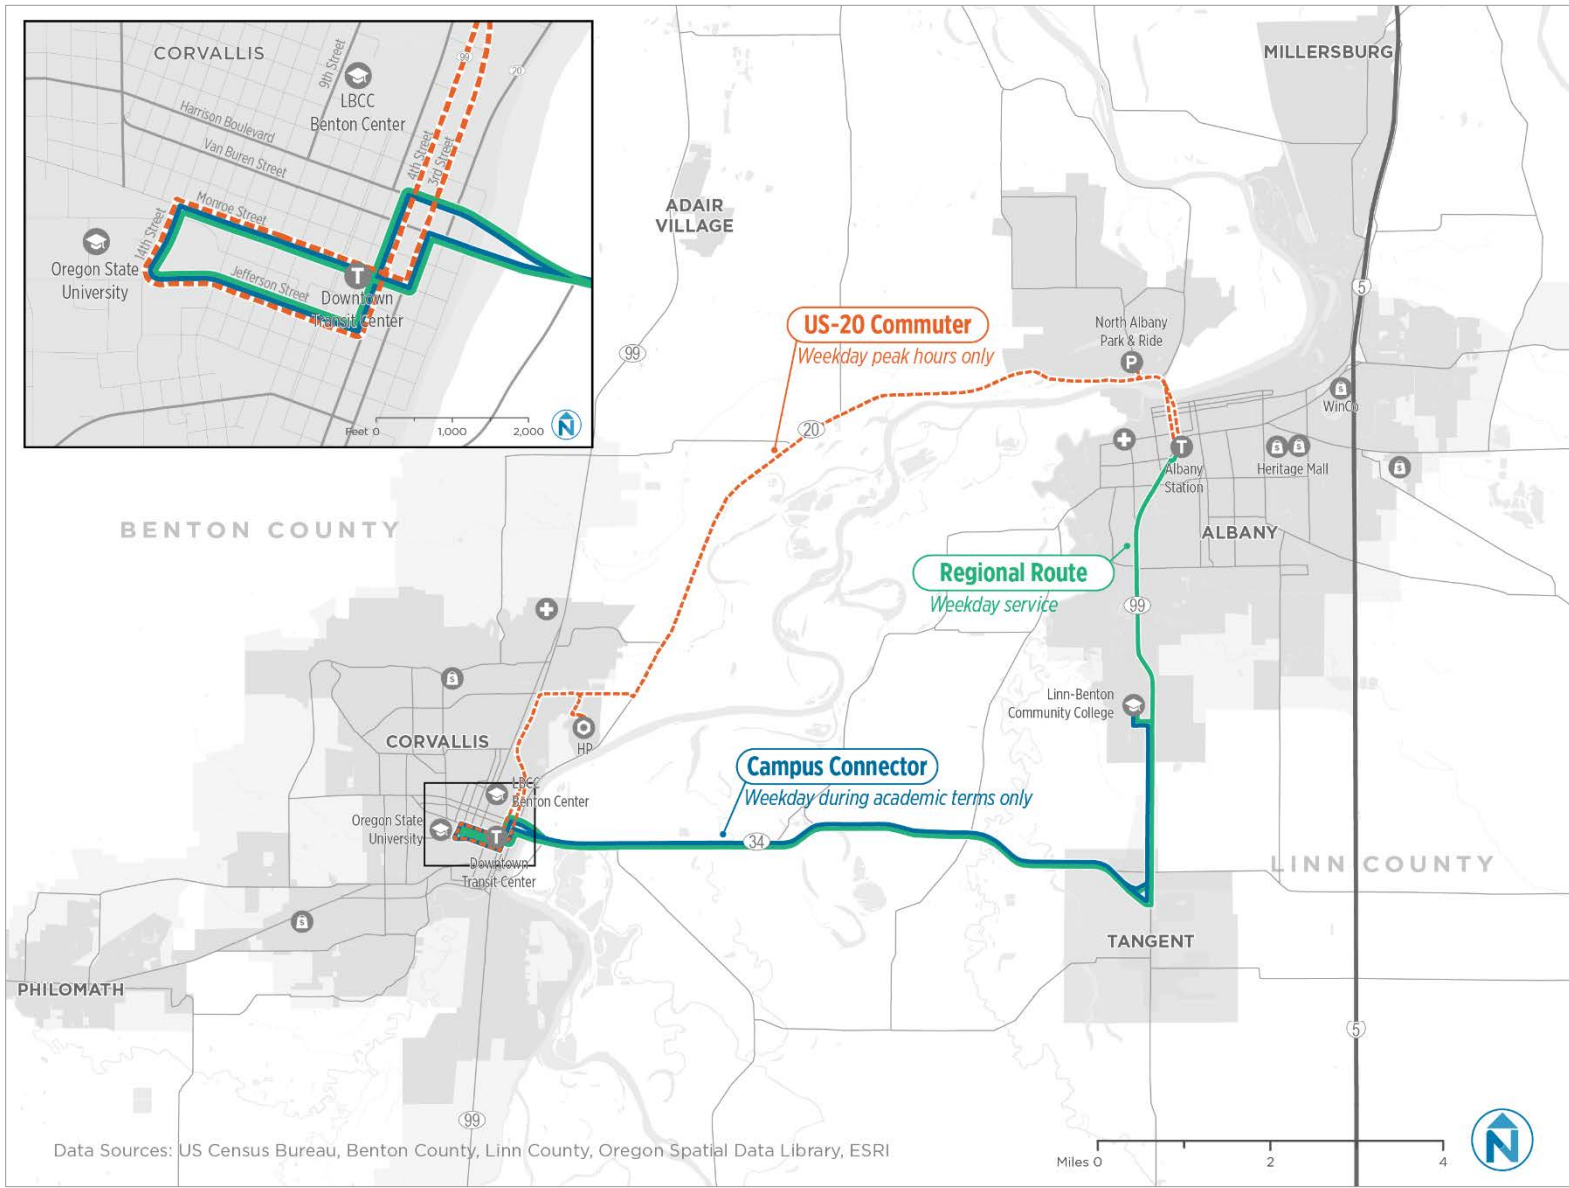 CORVALLIS
9th Street
99
20
LBCC
Benton Center
Harrison Boulevard
Van Buren Street
4th Street
3rd Street
Monroe Street
14th Street
Oregon State
University
Jefferson Street
T
Downtown
Transit Center
Feet 0
1,000
2,000
N
MILLERSBURG
ADAIR
VILLAGE
5
US-20 Commuter
Weekday peak hours only
North Albany
Park & Ride
P
99
20
WinCo
T
Albany
Station
Heritage Mall
ALBANY
BENTON COUNTY
Regional Route
Weekday service
99
Linn-Benton
Community College
CORVALLIS
HP
Campus Connector
Weekday during academic terms only
LBCC
Benton Center
Oregon State
University
T
Downtown
Transit Center
34
LINN COUNTY
TANGENT
PHILOMATH
5
99
Data Sources: US Census Bureau, Benton County, Linn County, Oregon Spatial Data Library, ESRI
Miles 0
2
4
N